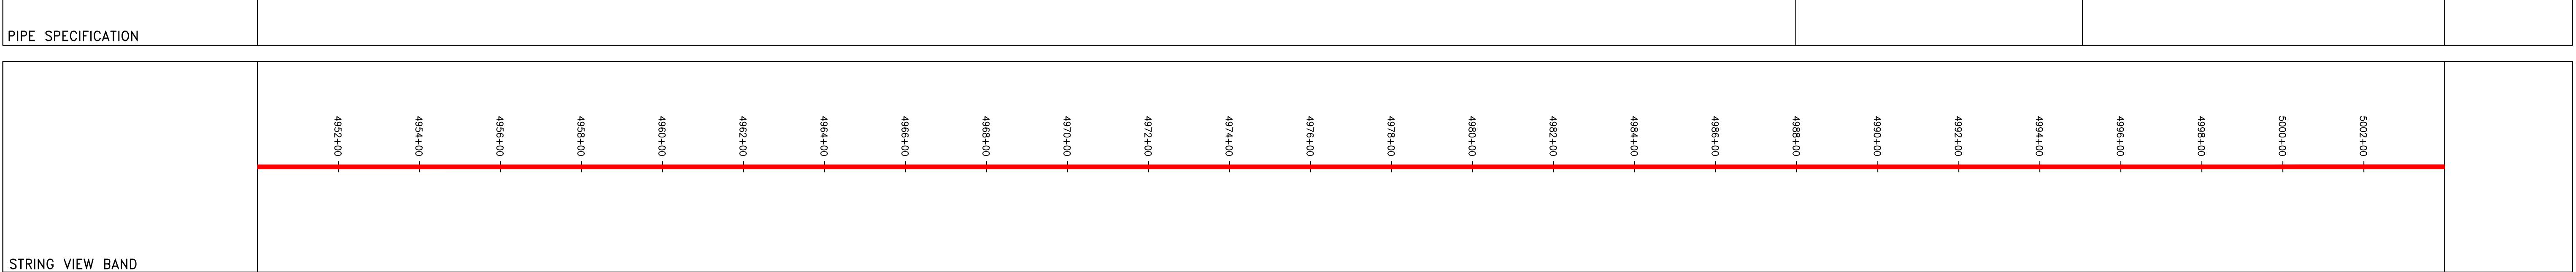 PIPE SPECIFICATION
4952+00 4954+00 4956+00 4958+00 4960+00 4962+00 4964+00 4966+00 4968+00 4970+00 4972+00 4974+00 4976+00 4978+00 4980+00 4982+00 4984+00 4986+00 4988+00 4990+00 4992+00 4994+00 4996+00 4998+00 5000+00 5002+00
STRING VIEW BAND